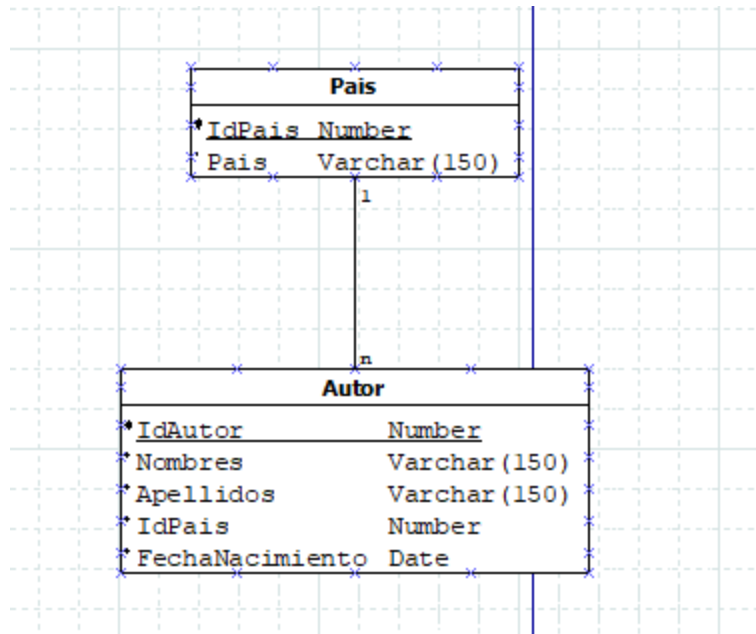 Pais
IdPais Number
Pais Varchar(150)
1
n
Autor
IdAutor Number
Nombres Varchar(150)
Apellidos Varchar(150)
IdPais Number
FechaNacimiento Date